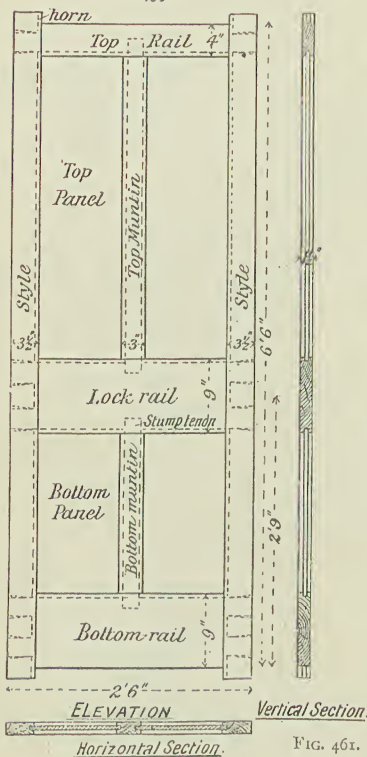 horn
Top Rail 4"
Top
Panel
Top Muntin
Style
Style
3½"
3"
3½"
6'6"
Lock rail
9"
Stump tenon
Bottom
Panel
Bottom muntin
2'9"
Bottom rail
9"
2'6"
ELEVATION
Vertical Section.
Horizontal Section.
FIG. 461.